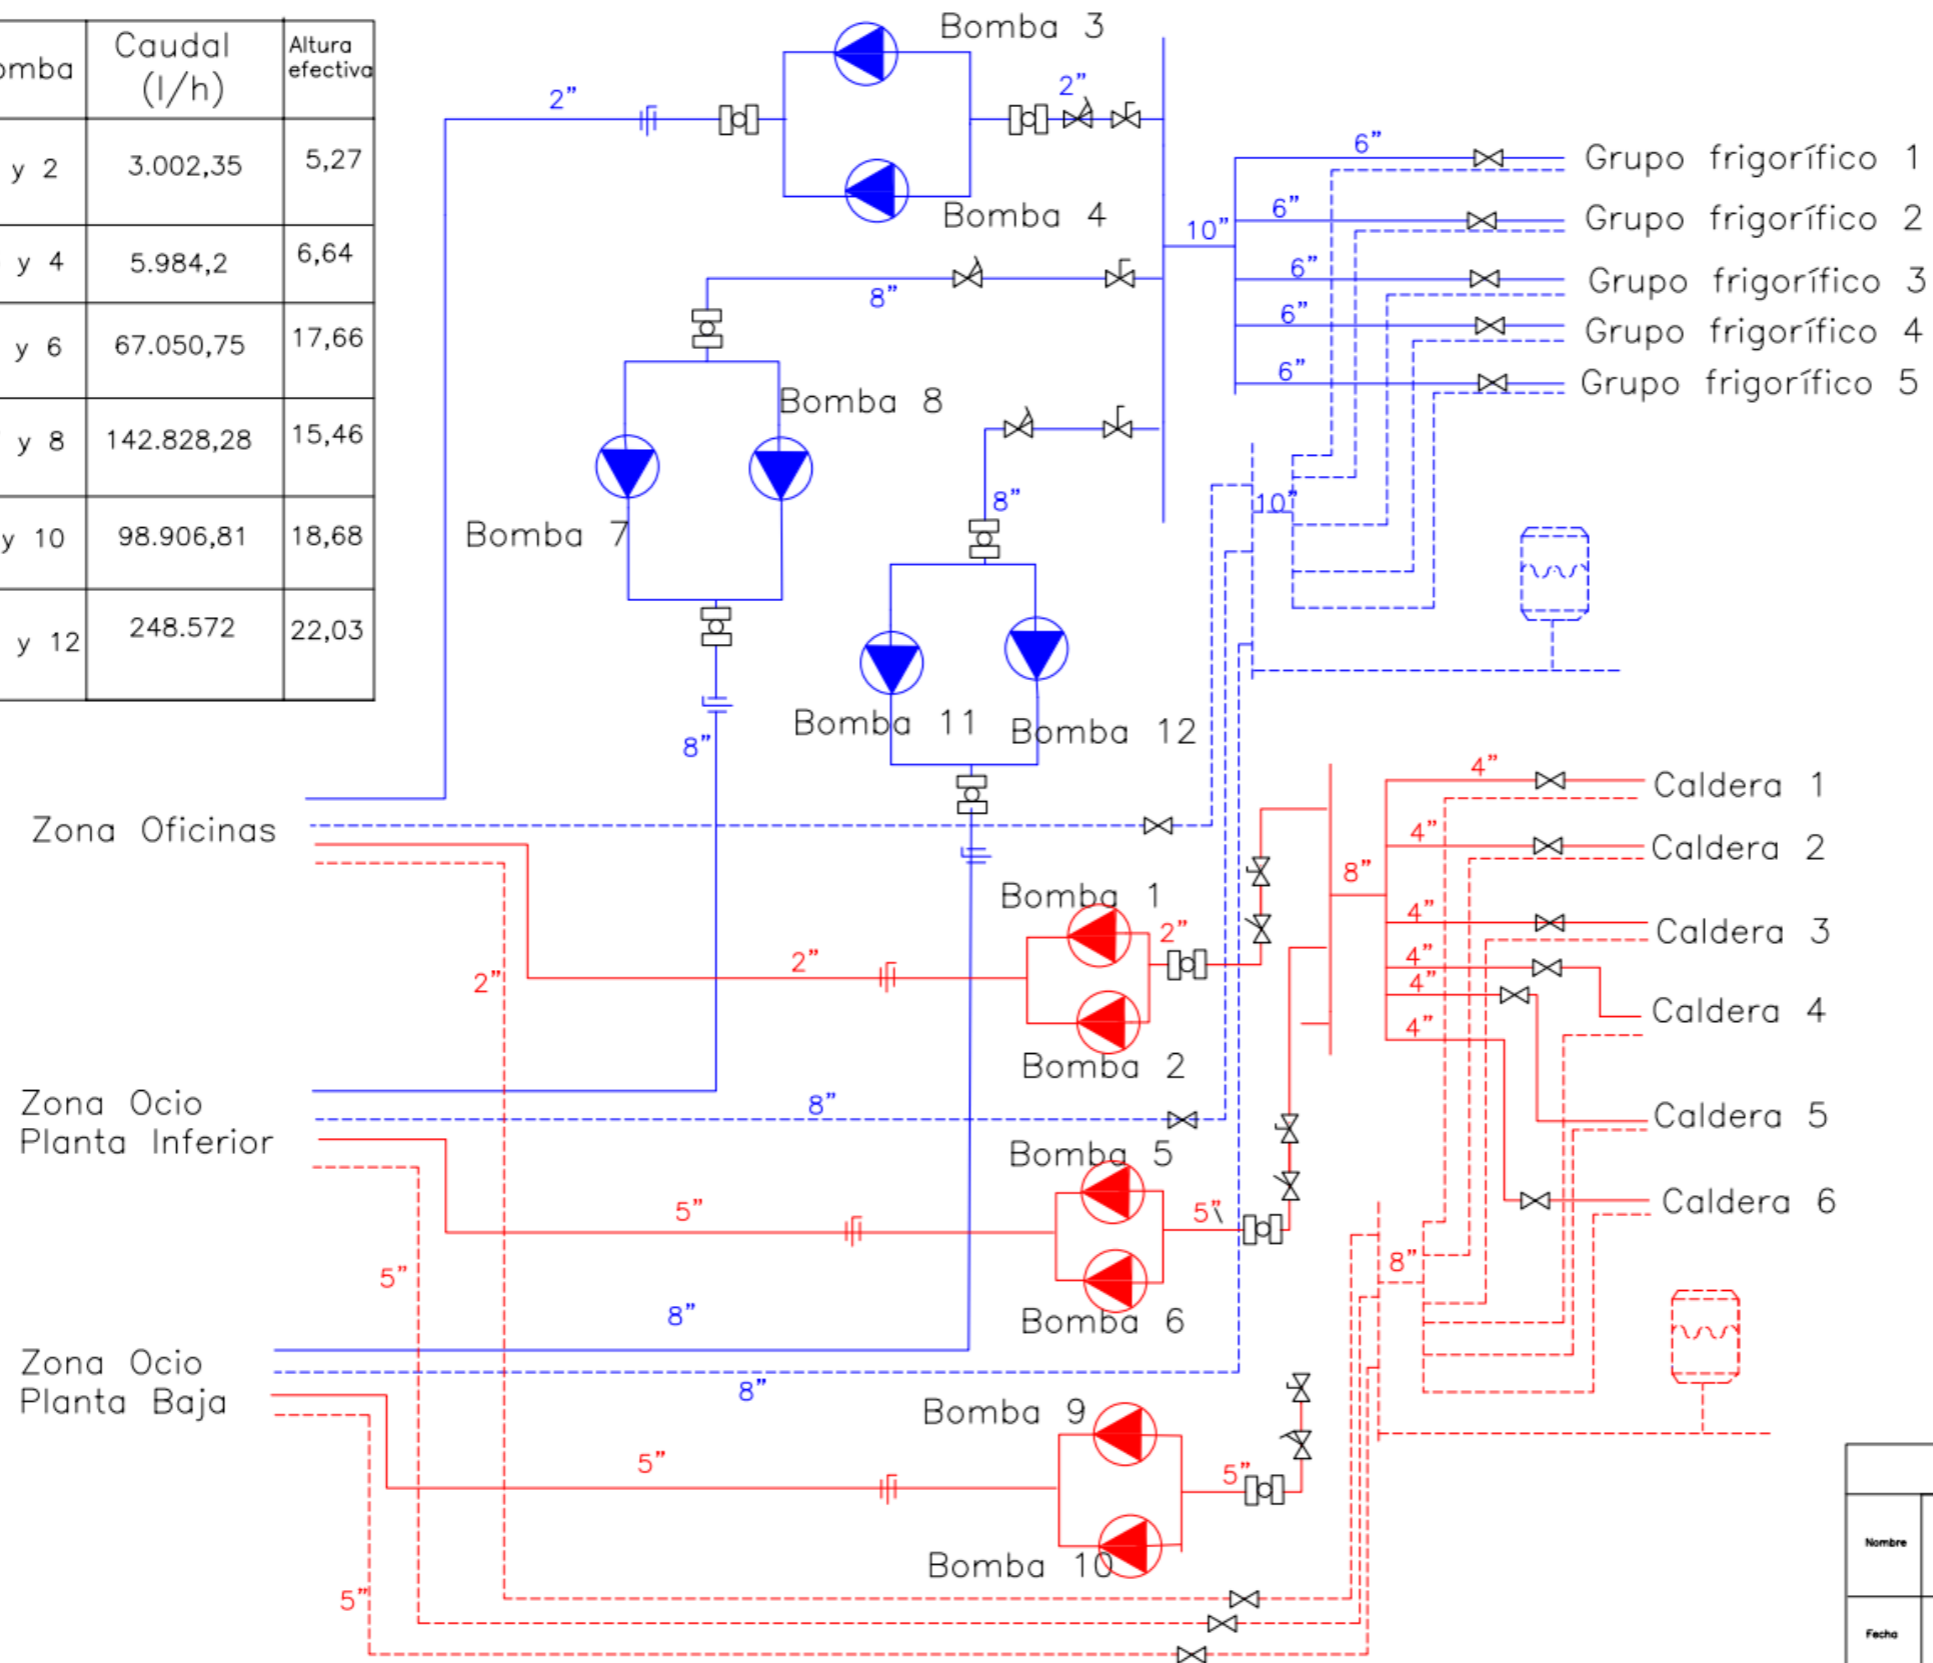 omba
Caudal
(l/h)
Altura
efectiva
y 2
3.002,35
5,27
y 4
5.984,2
6,64
y 6
67.050,75
17,66
y 8
142.828,28
15,46
y 10
98.906,81
18,68
y 12
248.572
22,03
Bomba 3
2”
2”
Bomba 4
8”
10”
6”
Grupo frigorífico 1
6”
Grupo frigorífico 2
6”
Grupo frigorífico 3
6”
Grupo frigorífico 4
6”
Grupo frigorífico 5
Bomba 8
Bomba 7
8”
10”
Bomba 11
Bomba 12
8”
Zona Oficinas
4”
Caldera 1
4”
Caldera 2
8”
4”
Caldera 3
4”
4”
Caldera 4
4”
Caldera 5
Caldera 6
Bomba 1
2”
2”
2”
Bomba 2
Zona Ocio
Planta Inferior
8”
Bomba 5
5”
5”
5”
Bomba 6
8”
8”
Zona Ocio
Planta Baja
8”
Bomba 9
5”
5”
Bomba 10
5”
Nombre
Fecha